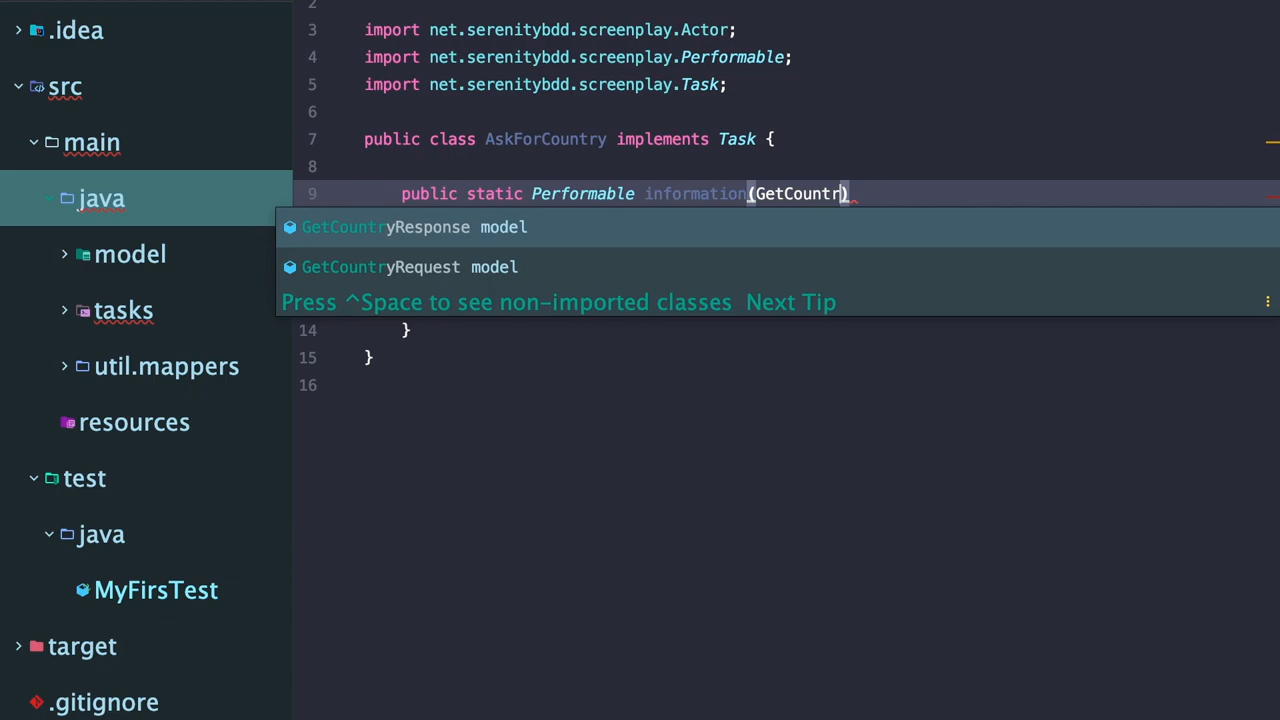 .idea
src
main
java
model
tasks
util.mappers
resources
test
java
MyFirsTest
target
.gitignore
2
3 import net.serenitybdd.screenplay.Actor;
4 import net.serenitybdd.screenplay.Performable;
5 import net.serenitybdd.screenplay.Task;
6
7 public class AskForCountry implements Task {
8
9 public static Performable information(GetCountr)
GetCountryResponse model
GetCountryRequest model
Press ^Space to see non-imported classes Next Tip
14 }
15 }
16